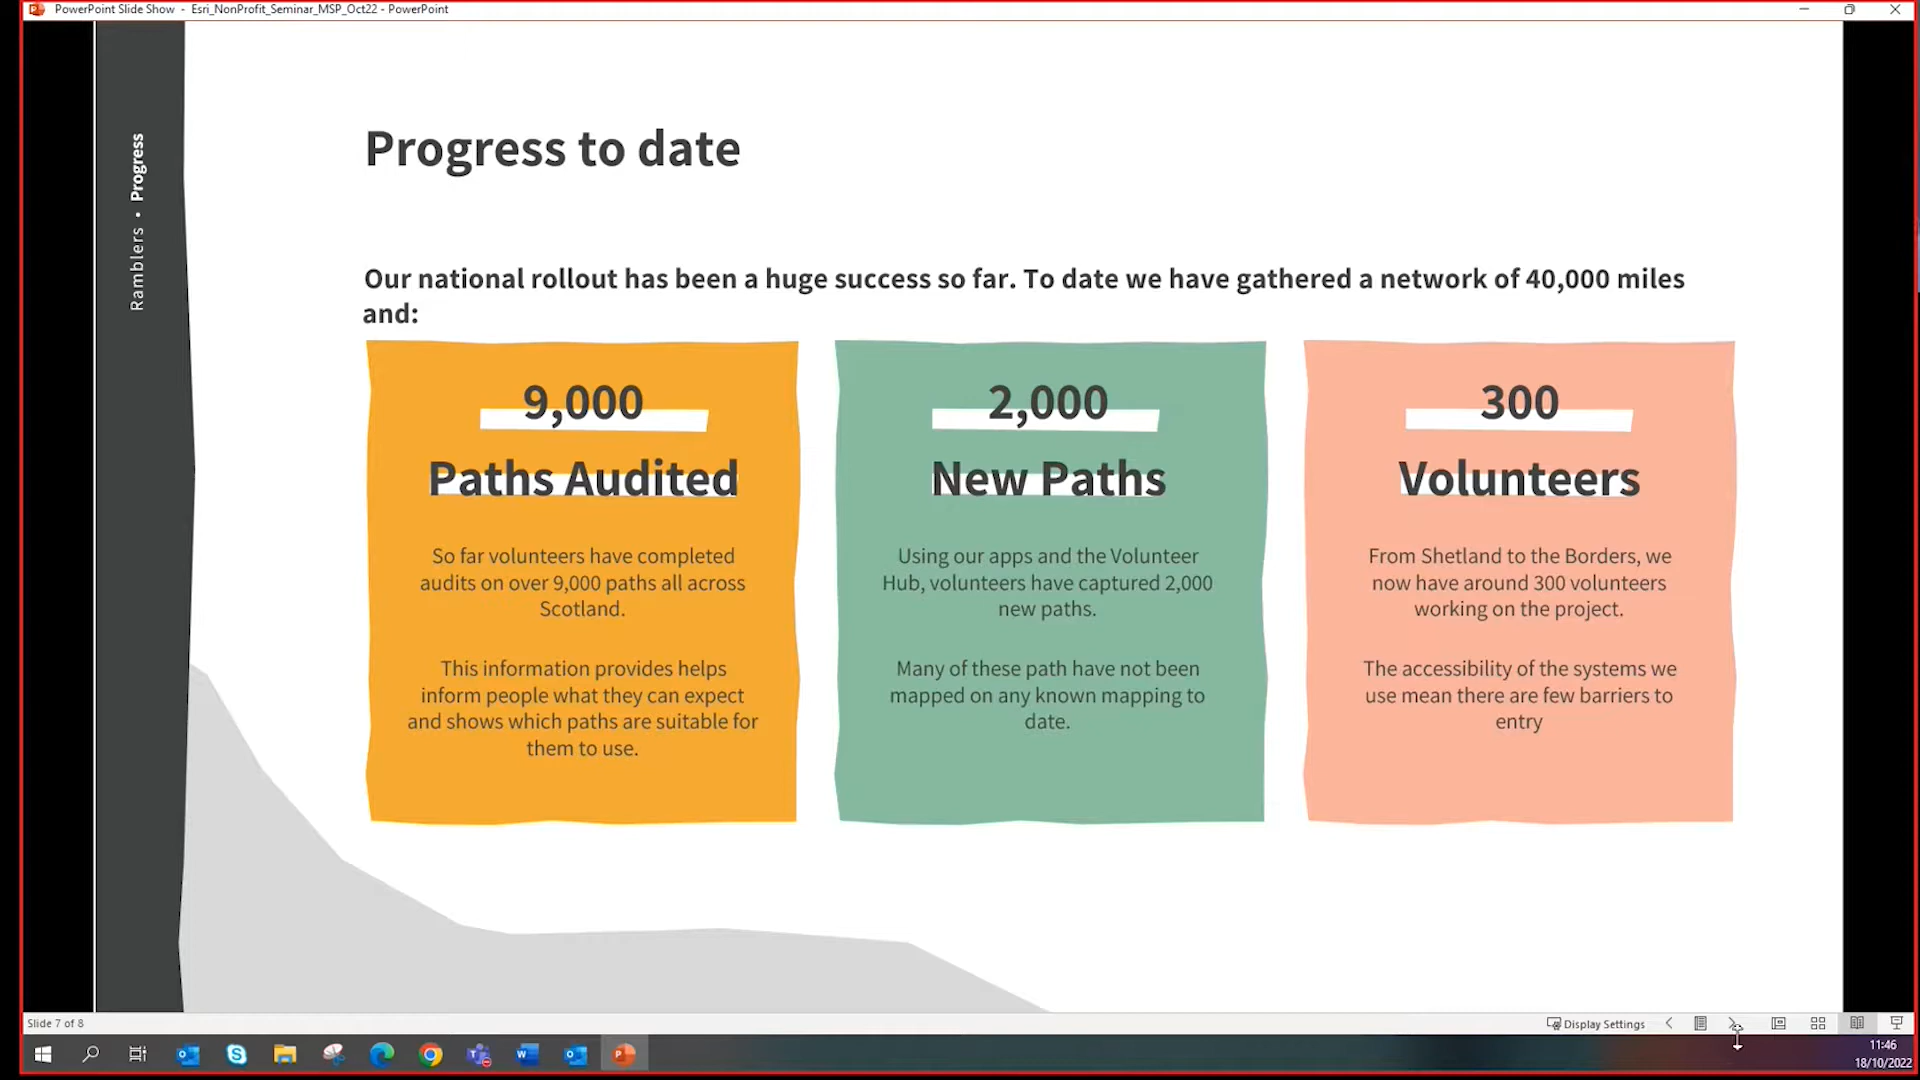 PowerPoint Slide Show - Esri_NonProfit_Seminar_MSP_Oct22 - PowerPoint
Ramblers • Progress
Progress to date
Our national rollout has been a huge success so far. To date we have gathered a network of 40,000 miles
and:
9,000
Paths Audited
So far volunteers have completed
audits on over 9,000 paths all across
Scotland.
This information provides helps
inform people what they can expect
and shows which paths are suitable for
them to use.
2,000
New Paths
Using our apps and the Volunteer
Hub, volunteers have captured 2,000
new paths.
Many of these path have not been
mapped on any known mapping to
date.
300
Volunteers
From Shetland to the Borders, we
now have around 300 volunteers
working on the project.
The accessibility of the systems we
use mean there are few barriers to
entry
Slide 7 of 8
Display Settings
11:46
18/10/2022